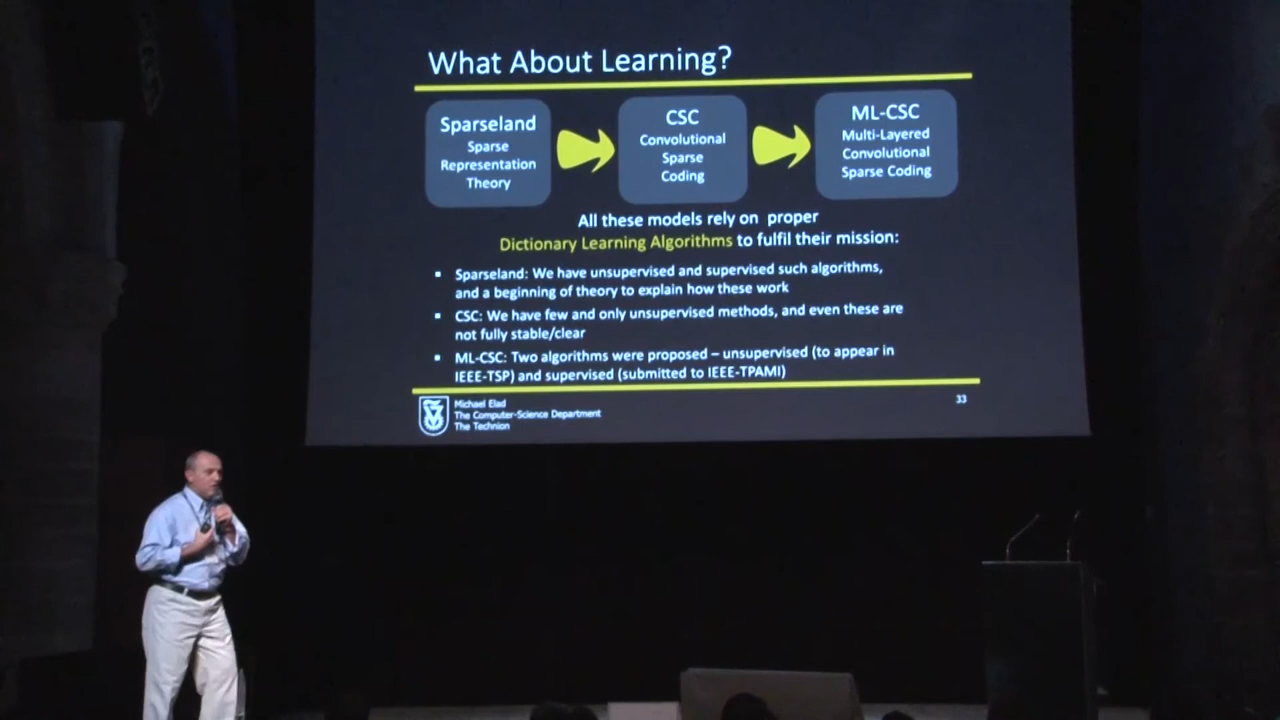 What About Learning?
Sparseland
Sparse
Representation
Theory
CSC
Convolutional
Sparse
Coding
ML-CSC
Multi-Layered
Convolutional
Sparse Coding
All these models rely on proper
Dictionary Learning Algorithms to fulfil their mission:
▪ Sparseland: We have unsupervised and supervised such algorithms,
and a beginning of theory to explain how these work
▪ CSC: We have few and only unsupervised methods, and even these are
not fully stable/clear
▪ ML-CSC: Two algorithms were proposed – unsupervised (to appear in
IEEE-TSP) and supervised (submitted to IEEE-TPAMI)
Michael Elad
The Computer-Science Department
The Technion
33